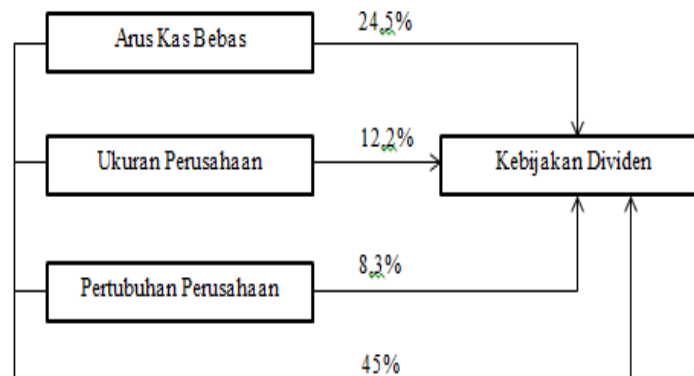 24,5%
Arus Kas Bebas
12,2%
Ukuran Perusahaan
Kebijakan Dividen
8,3%
Pertubuhan Perusahaan
45%